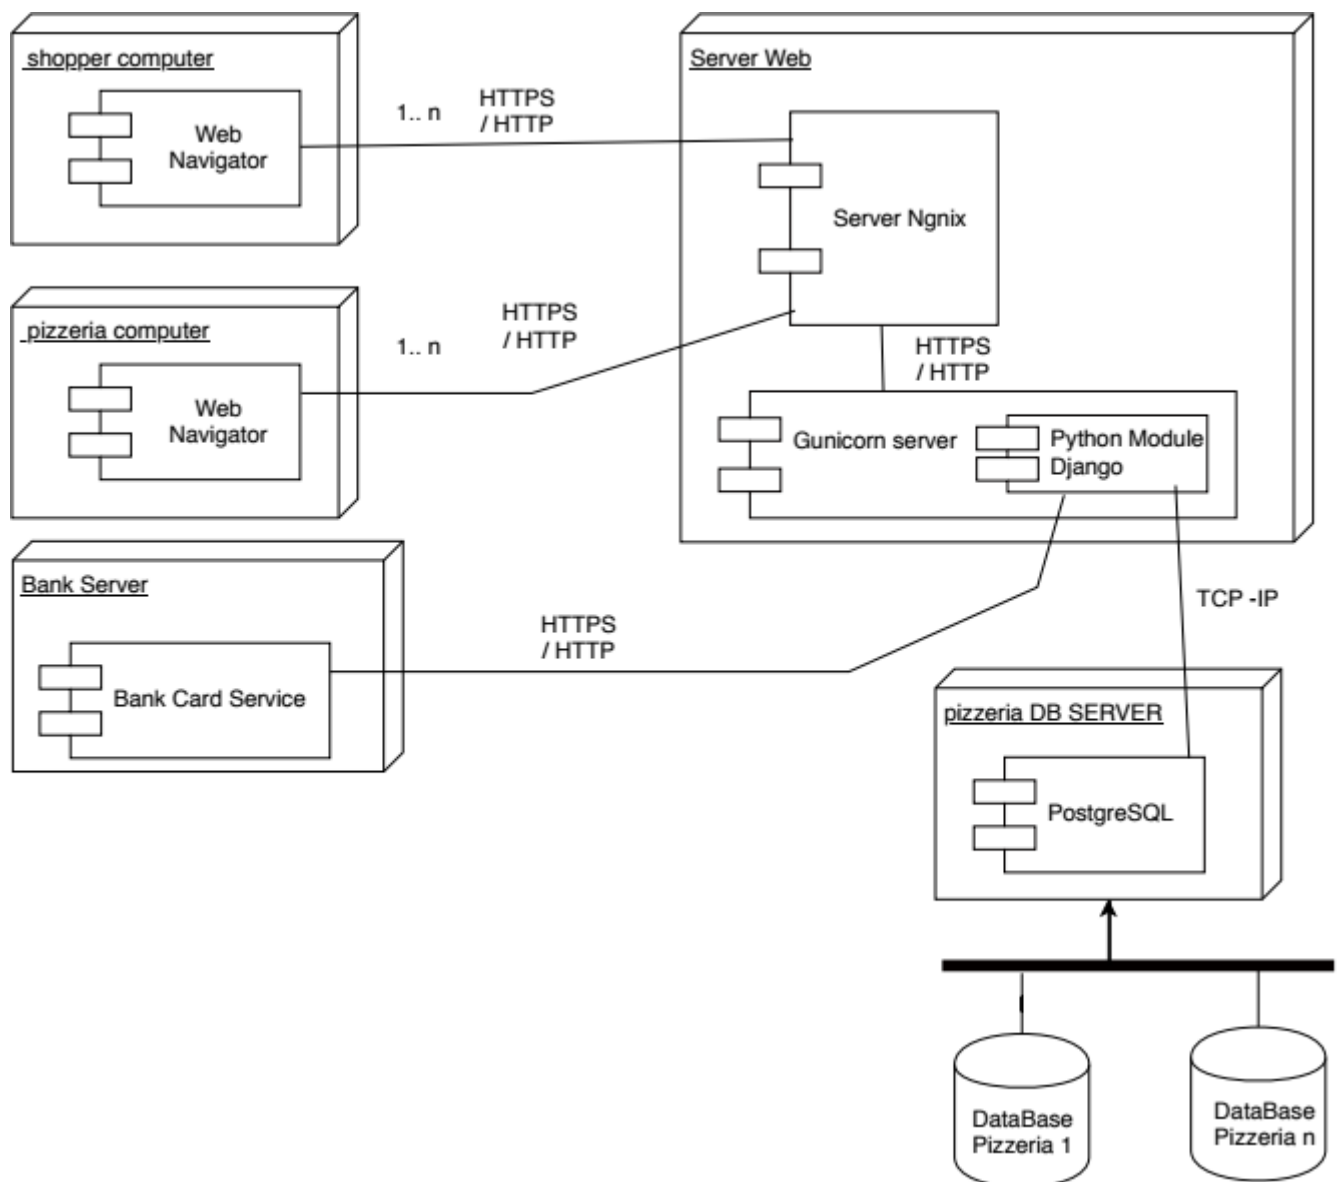 shopper computer
Web
Navigator
1.. n
HTTPS
/ HTTP
Server Web
Server Ngnix
pizzeria computer
Web
Navigator
1.. n
HTTPS
/ HTTP
HTTPS
/ HTTP
Gunicorn server
Python Module
Django
Bank Server
Bank Card Service
HTTPS
/ HTTP
TCP -IP
pizzeria DB SERVER
PostgreSQL
DataBase
Pizzeria 1
DataBase
Pizzeria n